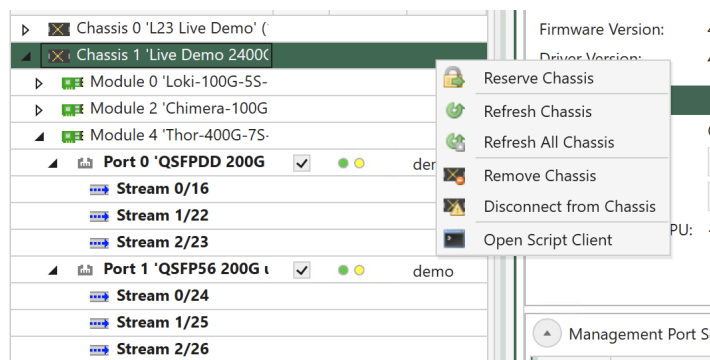 Chassis 0 'L23 Live Demo' (
Firmware Version:
Chassis 1 'Live Demo 2400G
Driver Version:
Module 0 'Loki-100G-5S-
Reserve Chassis
Module 2 'Chimera-100G
Refresh Chassis
Module 4 'Thor-400G-7S-
Refresh All Chassis
Port 0 'QSFPDD 200G
Remove Chassis
Stream 0/16
Disconnect from Chassis
Stream 1/22
PU: -
Stream 2/23
Open Script Client
Port 1 'QSFP56 200G
demo
Stream 0/24
Stream 1/25
Management Port S
Stream 2/26